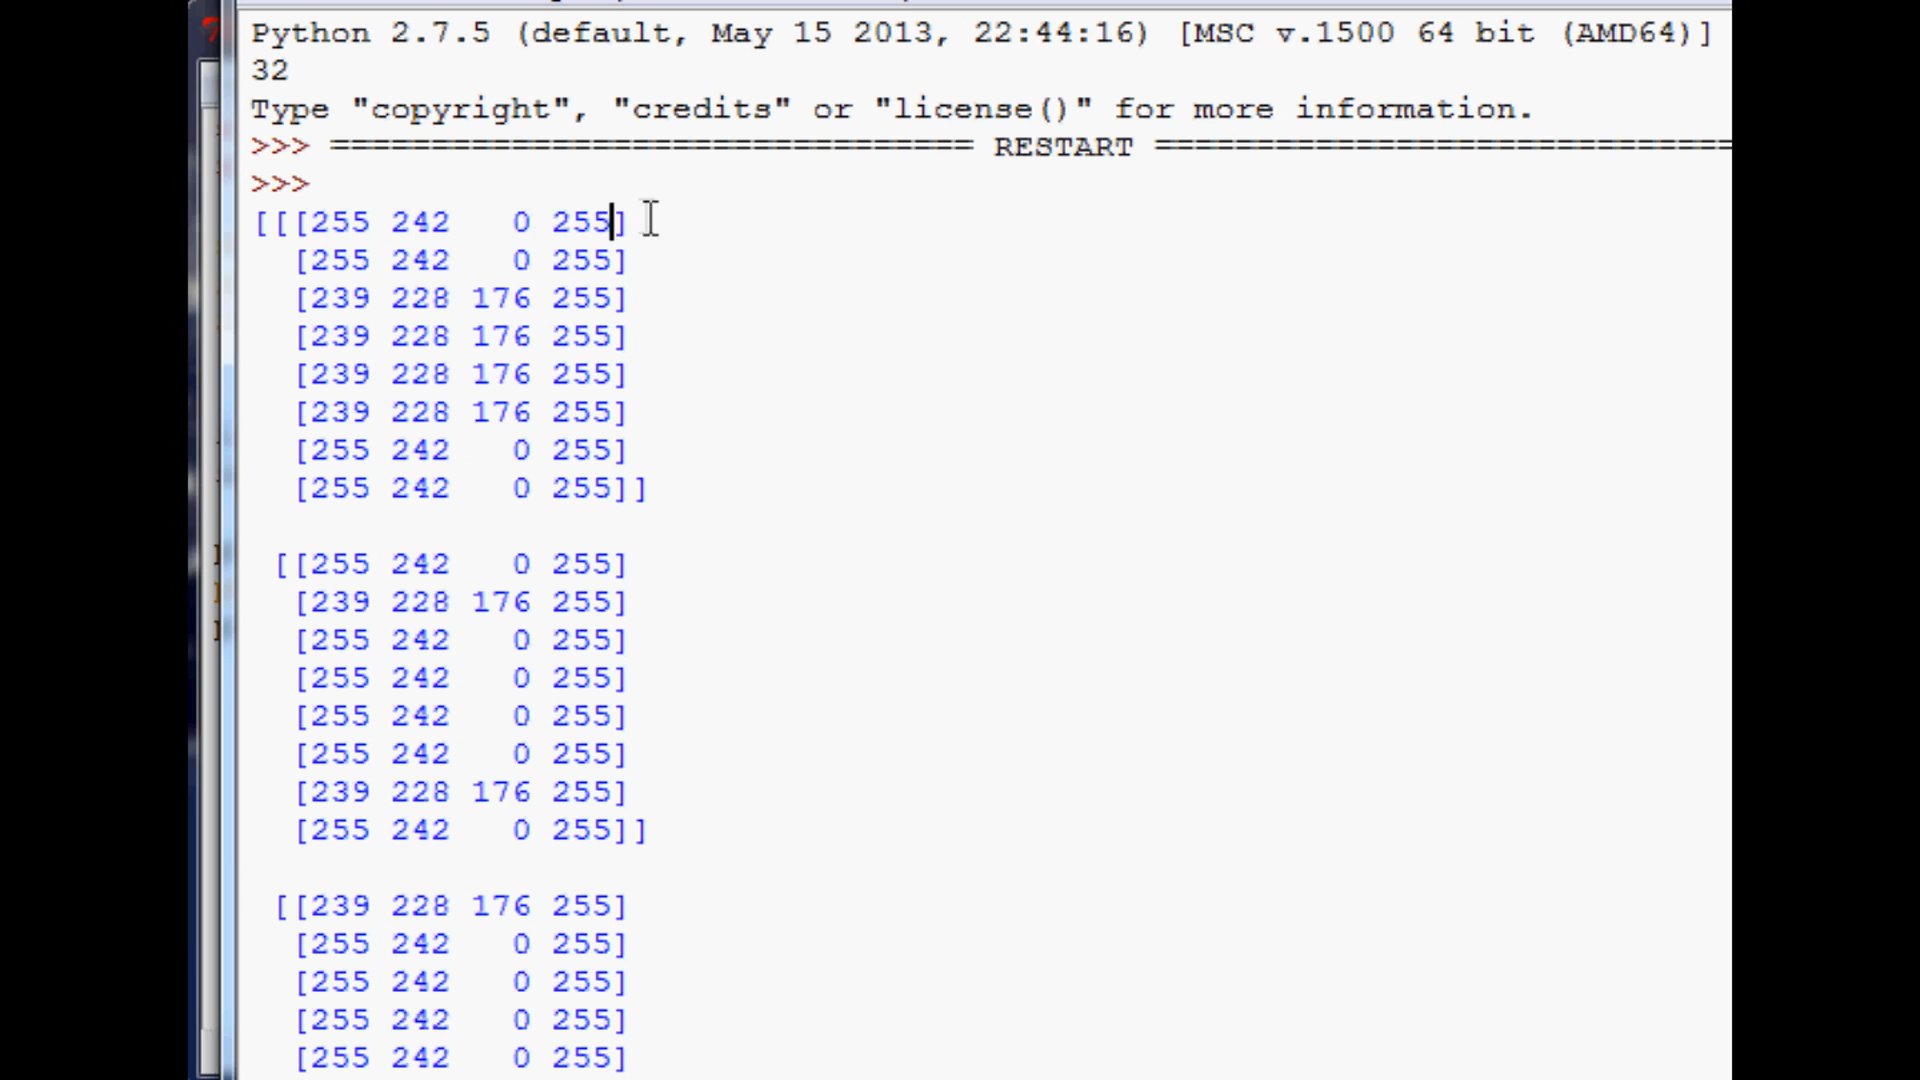 Python 2.7.5 (default, May 15 2013, 22:44:16) [MSC v.1500 64 bit (AMD64)]
32
Type "copyright", "credits" or "license()" for more information.
>>> ================================ RESTART =============================
>>>
[[[255 242   0 255]
  [255 242   0 255]
  [239 228 176 255]
  [239 228 176 255]
  [239 228 176 255]
  [239 228 176 255]
  [255 242   0 255]
  [255 242   0 255]]
 [[255 242   0 255]
  [239 228 176 255]
  [255 242   0 255]
  [255 242   0 255]
  [255 242   0 255]
  [255 242   0 255]
  [239 228 176 255]
  [255 242   0 255]]
 [[239 228 176 255]
  [255 242   0 255]
  [255 242   0 255]
  [255 242   0 255]
  [255 242   0 255]